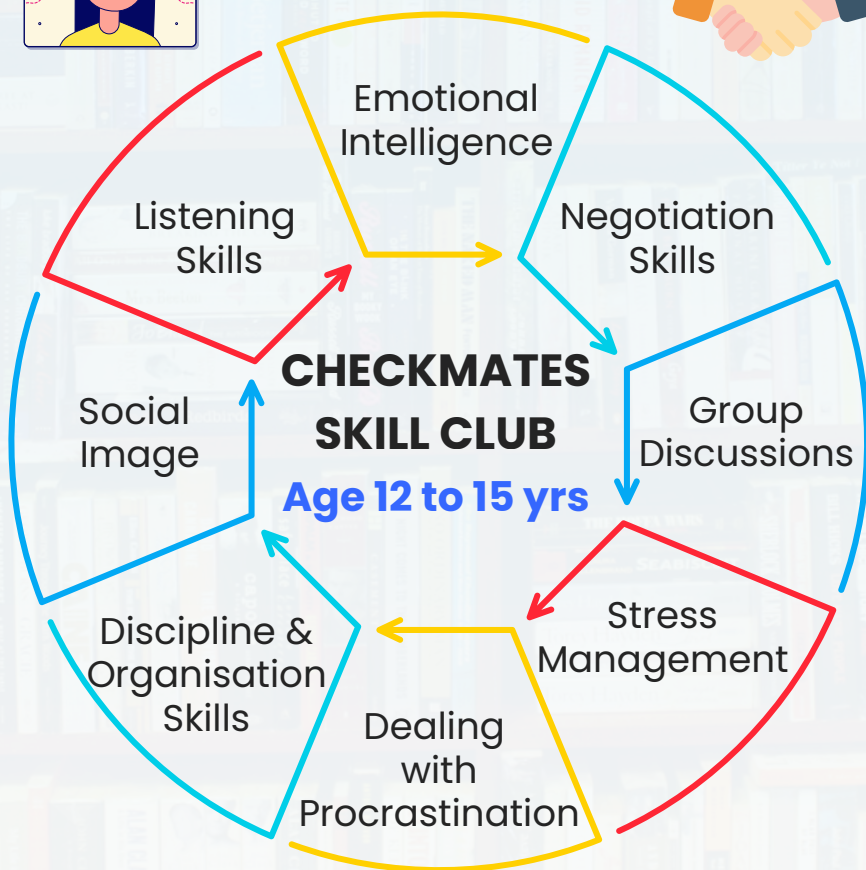 Emotional
Intelligence
Negotiation
Skills
Group
Discussions
Stress
Management
Dealing
with
Procrastination
Discipline &
Organisation
Skills
Social
Image
Listening
Skills
CHECKMATES
SKILL CLUB
Age 12 to 15 yrs